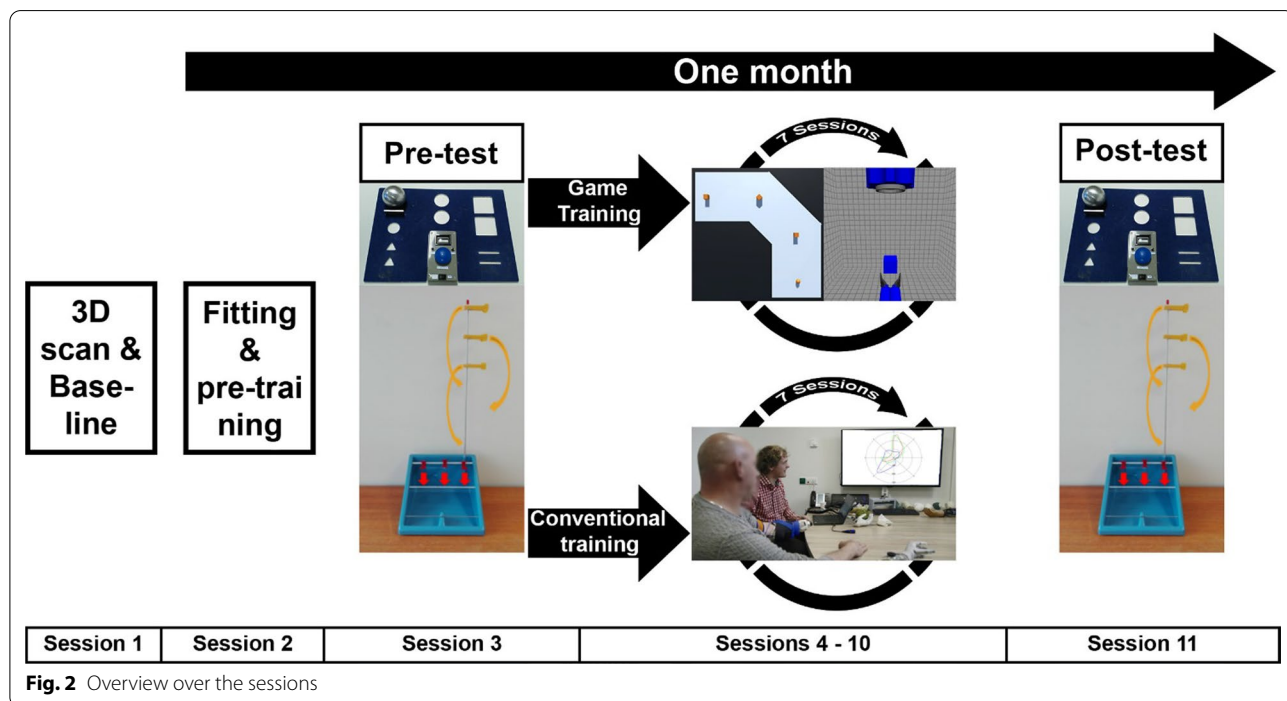 One month
Pre-test
Game
Training
7 Sessions
Post-test
3D
scan &
Base-
line
Fitting
&
pre-trai
ning
Conventional
training
7 Sessions
Session 1
Session 2
Session 3
Sessions 4 - 10
Session 11
Fig. 2 Overview over the sessions